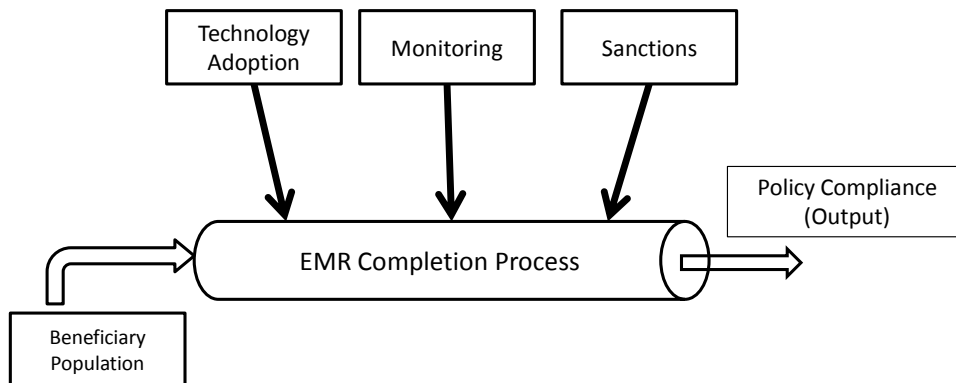 Technology
Adoption
Monitoring
Sanctions
Policy Compliance
(Output)
EMR Completion Process
Beneficiary
Population